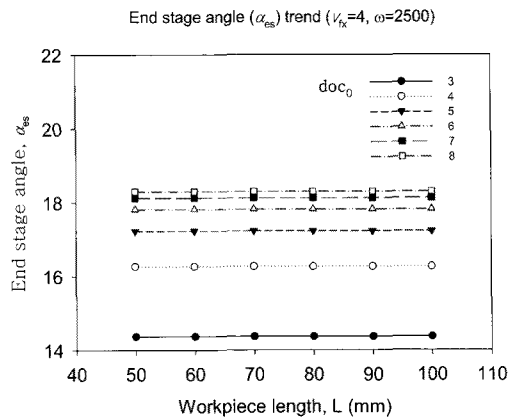 End stage angle (αes) trend (vfx=4, ω=2500)
22
20
18
16
14
End stage angle, αes
doc0
3
4
5
6
7
8
40 50 60 70 80 90 100 110
Workpiece length, L (mm)